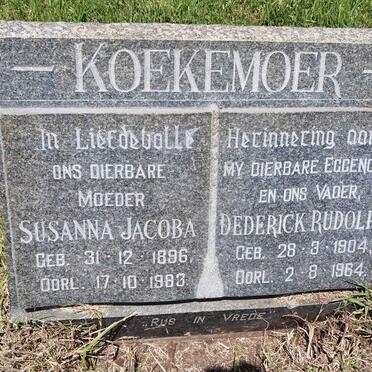 — KOEKEMOER —
In Liefdevolle
ONS DIERBARE
MOEDER
SUSANNA JACOBA
GEB. 31-12-1896.
OORL. 17-10-1983
Herinnering aan
MY DIERBARE EGGENO
EN ONS VADER,
DEDERICK RUDOLF
GEB. 28-3-1904,
OORL. 2-8-1964.
„RUS IN VREDE"